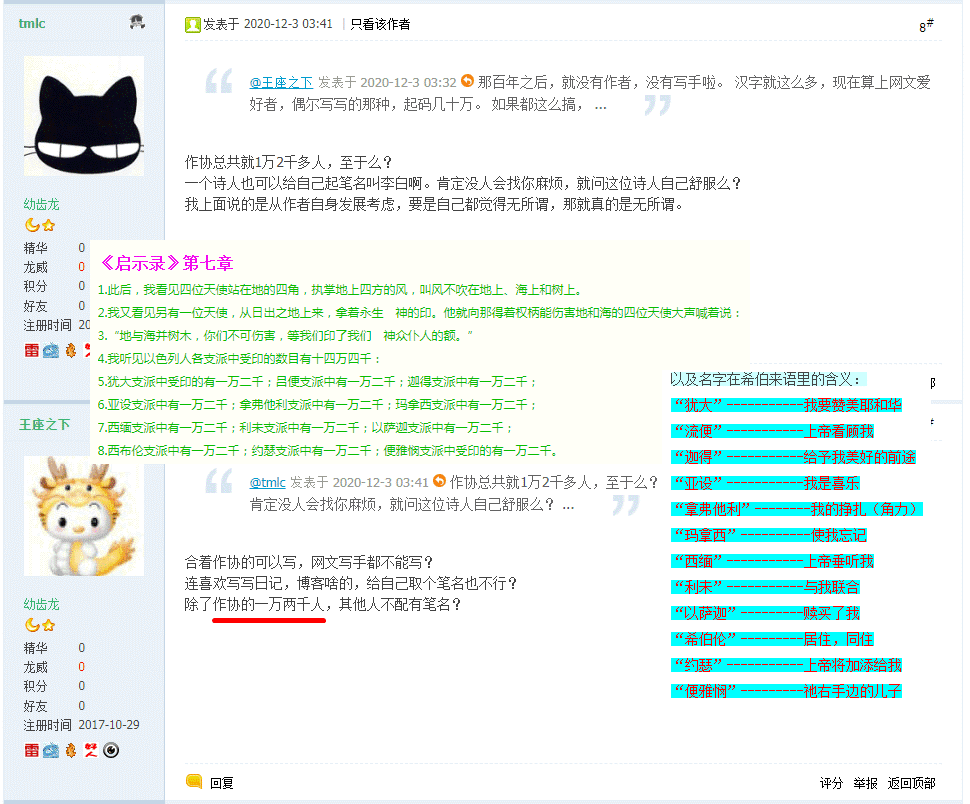 tmlc
发表于 2020-12-3 03:41 | 只看该作者
8#
@王座之下 发表于 2020-12-3 03:32 那百年之后，就没有作者，没有写手啦。 汉字就这么多，现在算上网文爱
好者，偶尔写写的那种，起码几十万。 如果都这么搞， ...
作协总共就1万2千多人，至于么？
一个诗人也可以给自己起笔名叫李白啊。肯定没人会找你麻烦，就问这位诗人自己舒服么？
我上面说的是从作者自身发展考虑，要是自己都觉得无所谓，那就真的是无所谓。
幼齿龙
精华 0
龙威 0
积分 0
好友 0
注册时间 20
《启示录》第七章
1.此后，我看见四位天使站在地的四角，执掌地上四方的风，叫风不吹在地上、海上和树上。
2.我又看见另有一位天使，从日出之地上来，拿着永生 神的印。他就向那得着权柄能伤害地和海的四位天使大声喊着说：
3.“地与海并树木，你们不可伤害，等我们印了我们 神众仆人的额。”
4.我听见以色列人各支派中受印的数目有十四万四千：
5.犹大支派中受印的有一万二千；吕便支派中有一万二千；迦得支派中有一万二千；
6.亚设支派中有一万二千；拿弗他利支派中有一万二千；玛拿西支派中有一万二千；
7.西缅支派中有一万二千；利未支派中有一万二千；以萨迦支派中有一万二千；
8.西布伦支派中有一万二千；约瑟支派中有一万二千；便雅悯支派中受印的有一万二千。
以及名字在希伯来语里的含义：
“犹大”-----------我要赞美耶和华
“流便”-----------上帝看顾我
“迦得”-----------给予我美好的前途
“亚设”-----------我是喜乐
“拿弗他利”--------我的挣扎（角力）
“玛拿西”----------使我忘记
“西缅”-----------上帝垂听我
“利未”-----------与我联合
“以萨迦”----------赎买了我
“希伯伦”----------居住，同住
“约瑟”-----------上帝将加添给我
“便雅悯”----------祂右手边的儿子
王座之下
@tmlc 发表于 2020-12-3 03:41 作协总共就1万2千多人，至于么？
肯定没人会找你麻烦，就问这位诗人自己舒服么？ ...
合着作协的可以写，网文写手都不能写？
连喜欢写写日记，博客啥的，给自己取个笔名也不行？
除了作协的一万两千人，其他人不配有笔名？
幼齿龙
精华 0
龙威 0
积分 0
好友 0
注册时间 2017-10-29
回复
评分 举报 返回顶部